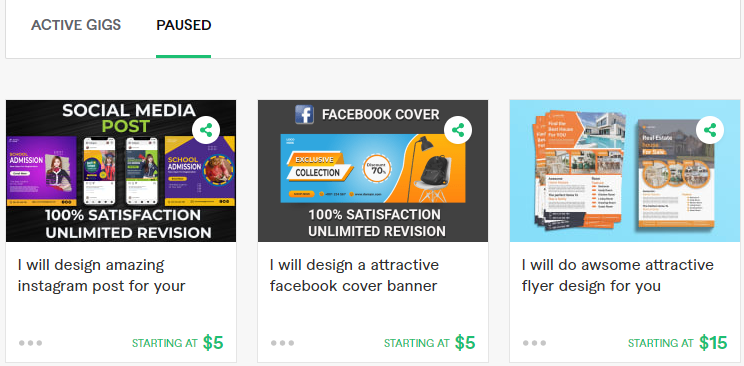 ACTIVE GIGS
PAUSED
SOCIAL MEDIA
POST
SCHOOL
ADMISSION
SCHOOL
ADMISSION
100% SATISFACTION
UNLIMITED REVISION
I will design amazing
instagram post for your
STARTING AT $5
FACEBOOK COVER
EXCLUSIVE
COLLECTION
Discount
70%
100% SATISFACTION
UNLIMITED REVISION
I will design a attractive
facebook cover banner
STARTING AT $5
Find the
Best House
For YOU
Real Estate
For Sale
I will do awsome attractive
flyer design for you
STARTING AT $15